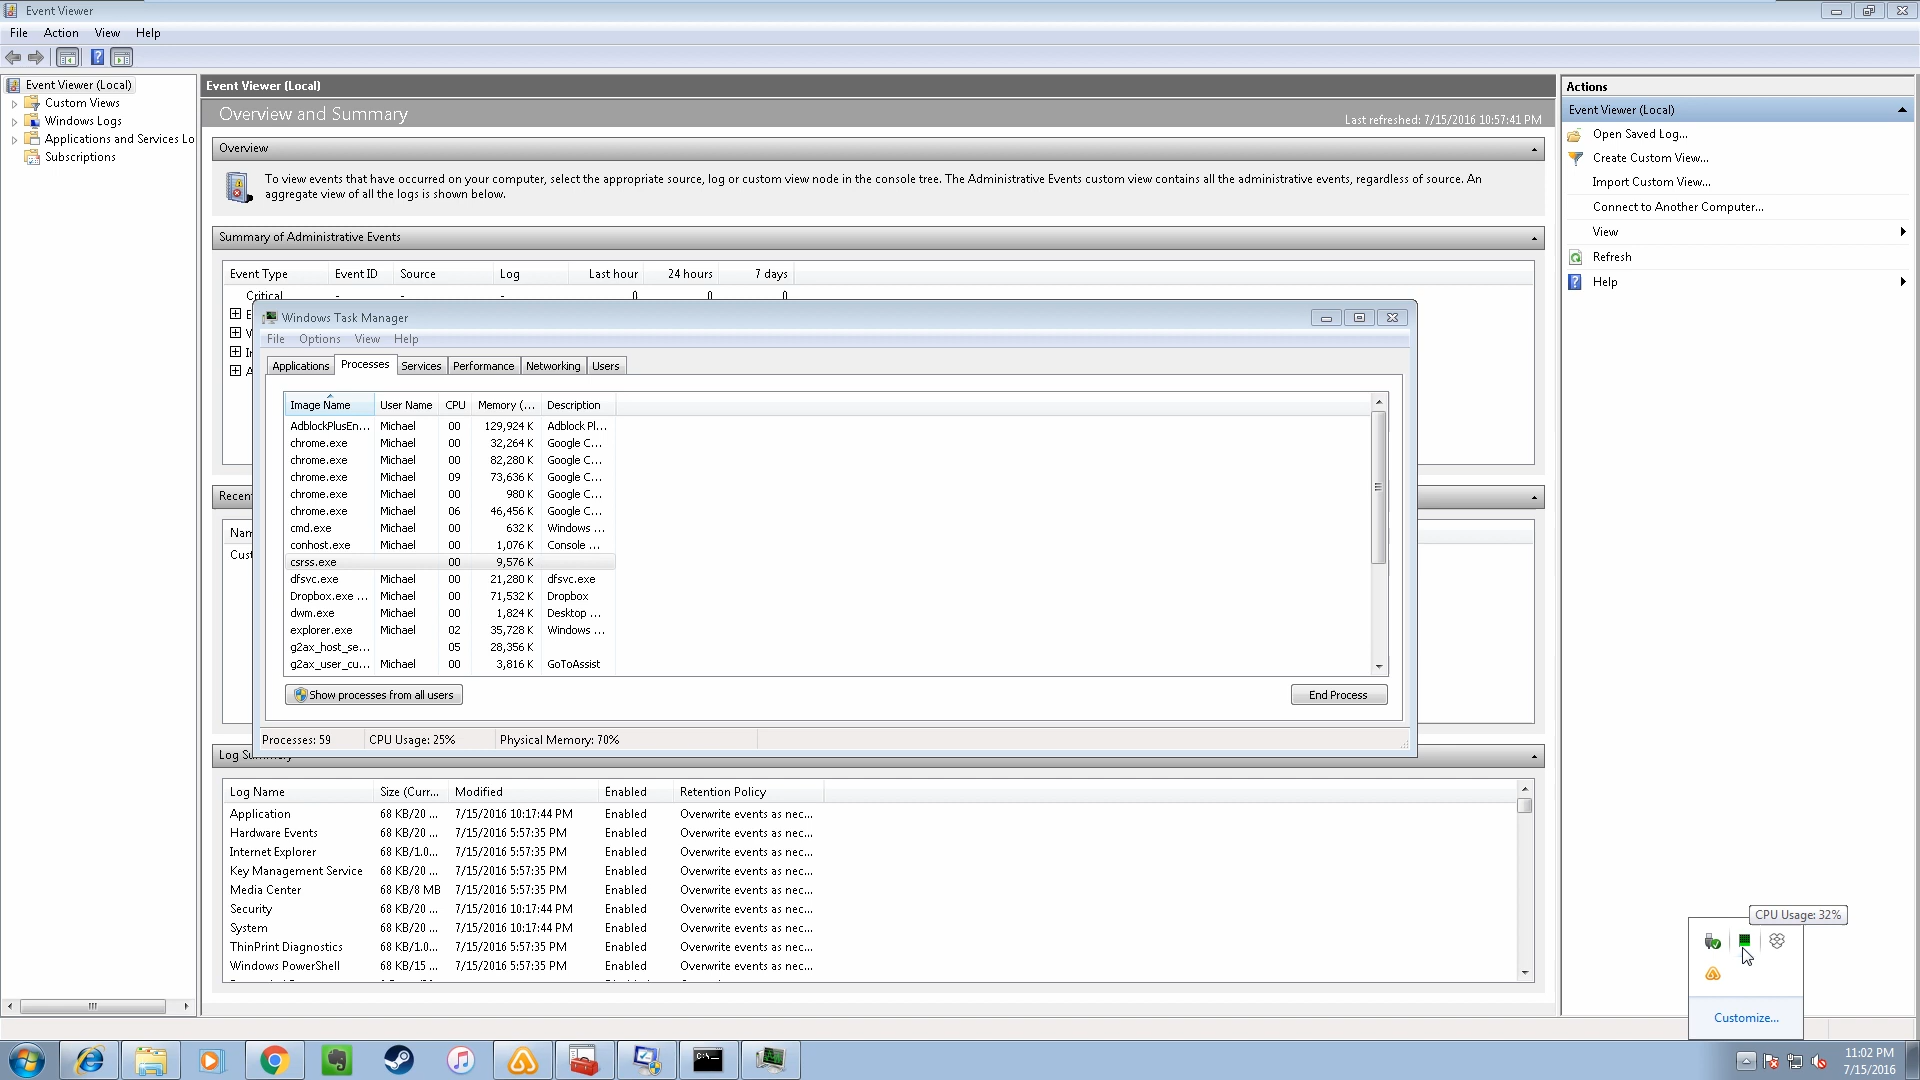 Event Viewer
File Action View Help
Event Viewer (Local)
Custom Views
Windows Logs
Applications and Services Lo
Subscriptions
Event Viewer (Local)
Overview and Summary
Last refreshed: 7/15/2016 10:57:41 PM
Overview
To view events that have occurred on your computer, select the appropriate source, log or custom view node in the console tree. The Administrative Events custom view contains all the administrative events, regardless of source. An
aggregate view of all the logs is shown below.
Summary of Administrative Events
Event Type Event ID Source Log Last hour 24 hours 7 days
Critical - - - 0 0 0
Windows Task Manager
File Options View Help
Applications Processes Services Performance Networking Users
Image Name User Name CPU Memory (... Description
AdblockPlusEn... Michael 00 129,924 K Adblock Pl...
chrome.exe Michael 00 32,264 K Google C...
chrome.exe Michael 00 82,280 K Google C...
chrome.exe Michael 09 73,636 K Google C...
chrome.exe Michael 00 980 K Google C...
chrome.exe Michael 06 46,456 K Google C...
cmd.exe Michael 00 632 K Windows ...
conhost.exe Michael 00 1,076 K Console ...
csrss.exe 00 9,576 K
dfsvc.exe Michael 00 21,280 K dfsvc.exe
Dropbox.exe ... Michael 00 71,532 K Dropbox
dwm.exe Michael 00 1,824 K Desktop ...
explorer.exe Michael 02 35,728 K Windows ...
g2ax_host_se... 05 28,356 K
g2ax_user_cu... Michael 00 3,816 K GoToAssist
Show processes from all users
End Process
Processes: 59 CPU Usage: 25% Physical Memory: 70%
Recen
Nam
Cust
Log Summary
Log Name Size (Curr... Modified Enabled Retention Policy
Application 68 KB/20 ... 7/15/2016 10:17:44 PM Enabled Overwrite events as nec...
Hardware Events 68 KB/20 ... 7/15/2016 5:57:35 PM Enabled Overwrite events as nec...
Internet Explorer 68 KB/1.0... 7/15/2016 5:57:35 PM Enabled Overwrite events as nec...
Key Management Service 68 KB/20 ... 7/15/2016 5:57:35 PM Enabled Overwrite events as nec...
Media Center 68 KB/8 MB 7/15/2016 5:57:35 PM Enabled Overwrite events as nec...
Security 68 KB/20 ... 7/15/2016 10:17:44 PM Enabled Overwrite events as nec...
System 68 KB/20 ... 7/15/2016 10:17:44 PM Enabled Overwrite events as nec...
ThinPrint Diagnostics 68 KB/1.0... 7/15/2016 5:57:35 PM Enabled Overwrite events as nec...
Windows PowerShell 68 KB/15 ... 7/15/2016 5:57:35 PM Enabled Overwrite events as nec...
Actions
Event Viewer (Local)
Open Saved Log...
Create Custom View...
Import Custom View...
Connect to Another Computer...
View
Refresh
Help
CPU Usage: 32%
Customize...
C:\_
11:02 PM
7/15/2016